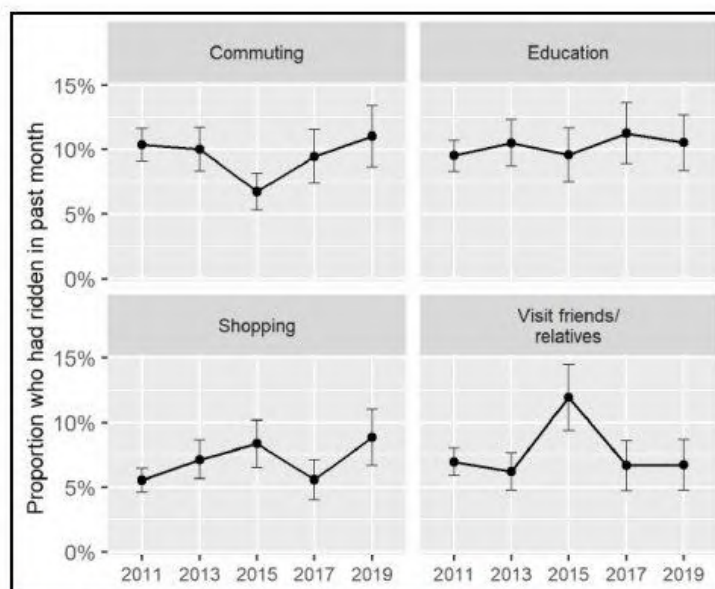 Proportion who had ridden in past month
Commuting
Education
15%
10%
5%
0%
Shopping
Visit friends/
relatives
15%
10%
5%
0%
2011 2013 2015 2017 2019
2011 2013 2015 2017 2019